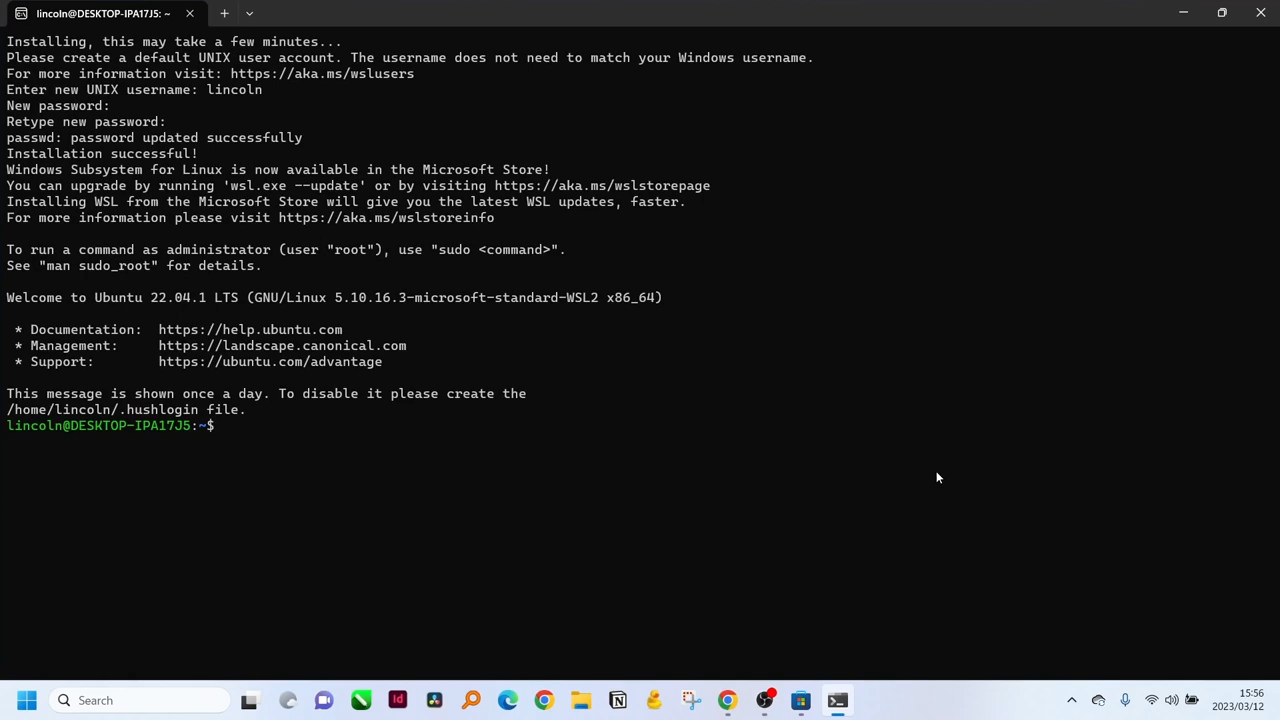 lincoln@DESKTOP-IPA17J5: ~
Installing, this may take a few minutes...
Please create a default UNIX user account. The username does not need to match your Windows username.
For more information visit: https://aka.ms/wslusers
Enter new UNIX username: lincoln
New password:
Retype new password:
passwd: password updated successfully
Installation successful!
Windows Subsystem for Linux is now available in the Microsoft Store!
You can upgrade by running 'wsl.exe --update' or by visiting https://aka.ms/wslstorepage
Installing WSL from the Microsoft Store will give you the latest WSL updates, faster.
For more information please visit https://aka.ms/wslstoreinfo
To run a command as administrator (user "root"), use "sudo <command>".
See "man sudo_root" for details.
Welcome to Ubuntu 22.04.1 LTS (GNU/Linux 5.10.16.3-microsoft-standard-WSL2 x86_64)
* Documentation:  https://help.ubuntu.com
* Management:     https://landscape.canonical.com
* Support:        https://ubuntu.com/advantage
This message is shown once a day. To disable it please create the
/home/lincoln/.hushlogin file.
lincoln@DESKTOP-IPA17J5:~$
Search
Id
N
15:56
2023/03/12